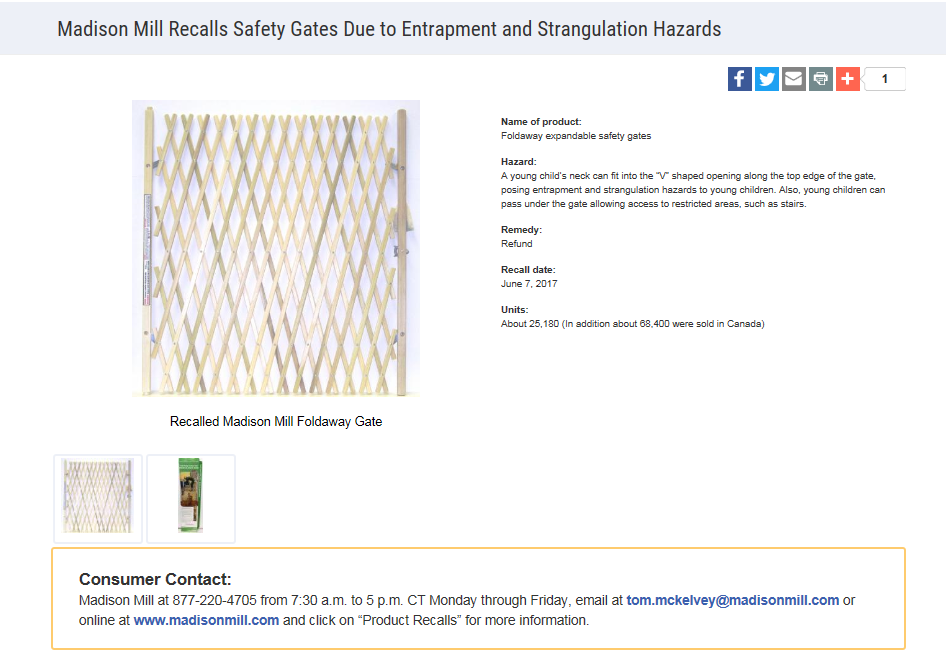 Madison Mill Recalls Safety Gates Due to Entrapment and Strangulation Hazards
1
Name of product:
Foldaway expandable safety gates
Hazard:
A young child's neck can fit into the "V" shaped opening along the top edge of the gate,
posing entrapment and strangulation hazards to young children. Also, young children can
pass under the gate allowing access to restricted areas, such as stairs.
Remedy:
Refund
Recall date:
June 7, 2017
Units:
About 25,180 (In addition about 68,400 were sold in Canada)
Recalled Madison Mill Foldaway Gate
Consumer Contact:
Madison Mill at 877-220-4705 from 7:30 a.m. to 5 p.m. CT Monday through Friday, email at tom.mckelvey@madisonmill.com or
online at www.madisonmill.com and click on “Product Recalls” for more information.